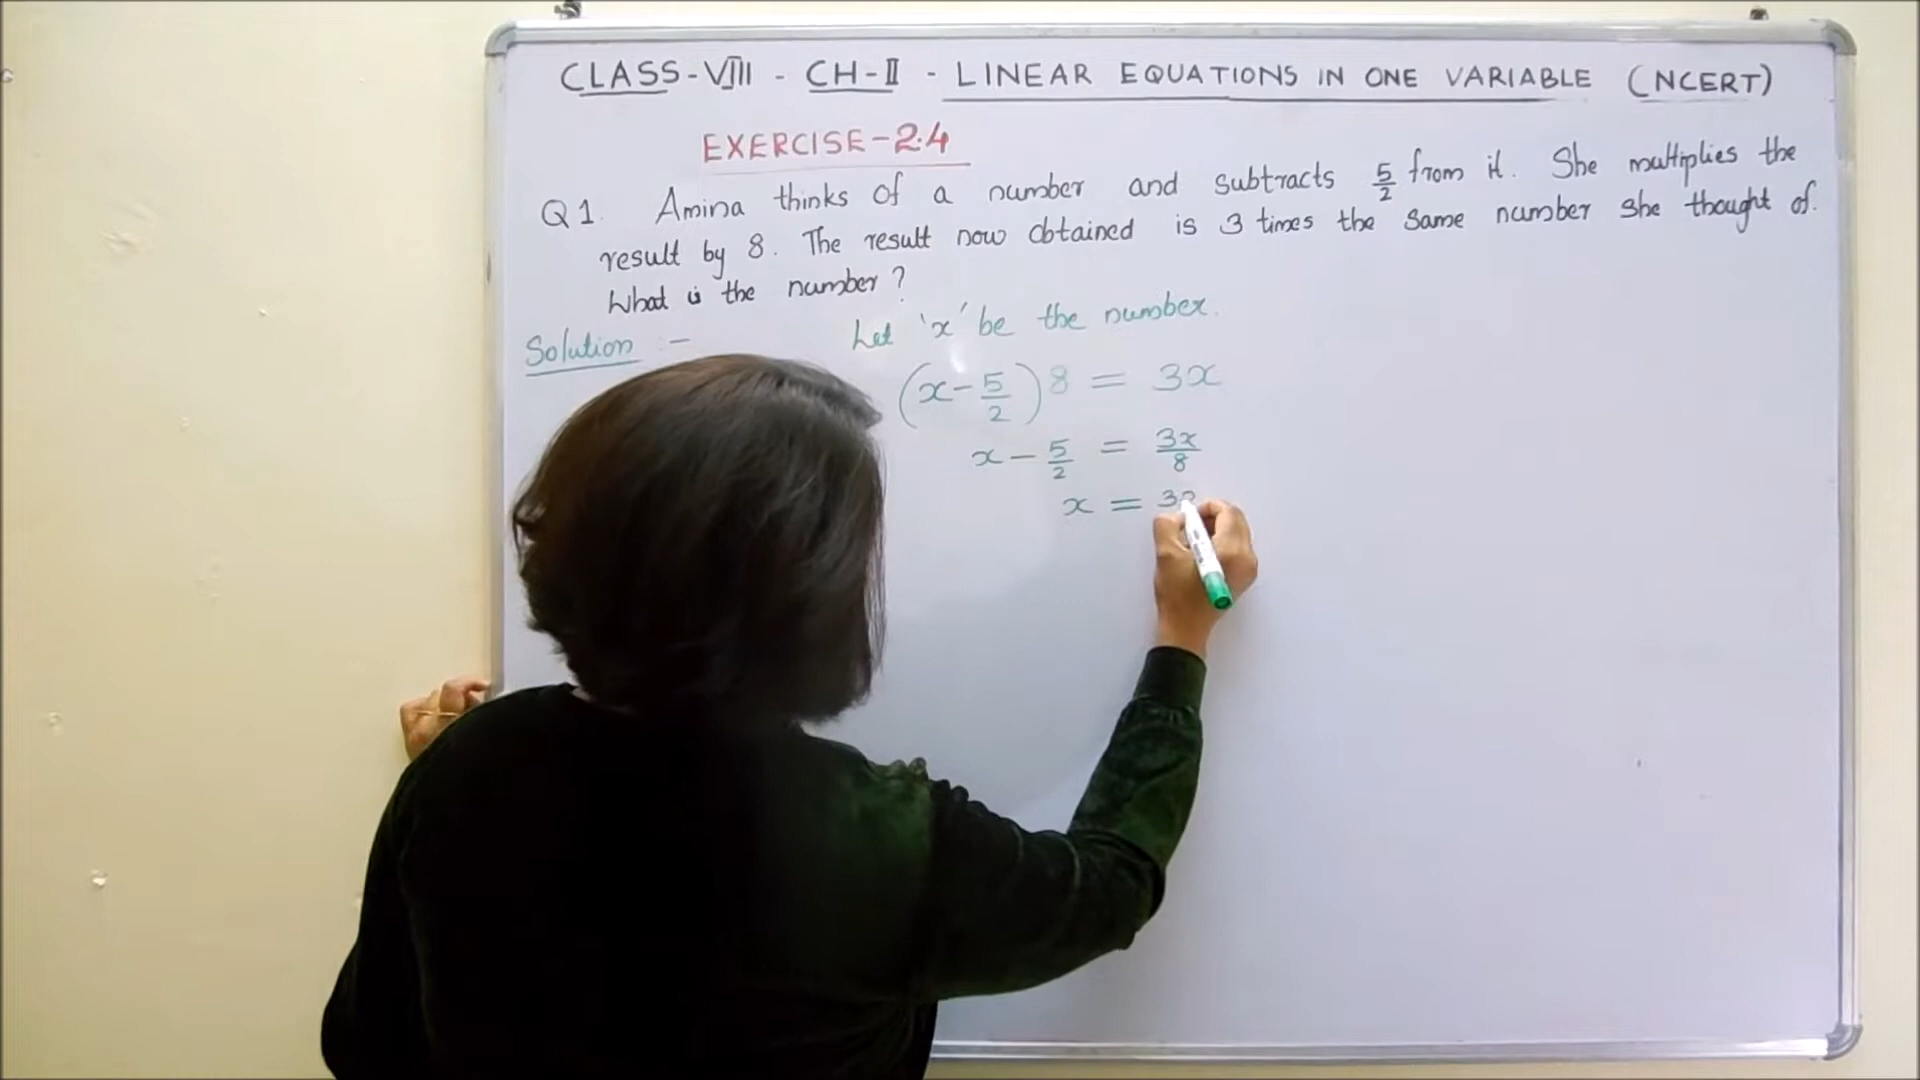 CLASS-VIII - CH-II - LINEAR EQUATIONS IN ONE VARIABLE (NCERT)
EXERCISE-2.4
Q1. Amina thinks of a number and subtracts 5/2 from it. She multiplies the
result by 8. The result now obtained is 3 times the same number she thought of.
What is the number?
Solution :- Let 'x' be the number.
(x - 5/2) 8 = 3x
x - 5/2 = 3x/8
x = 3